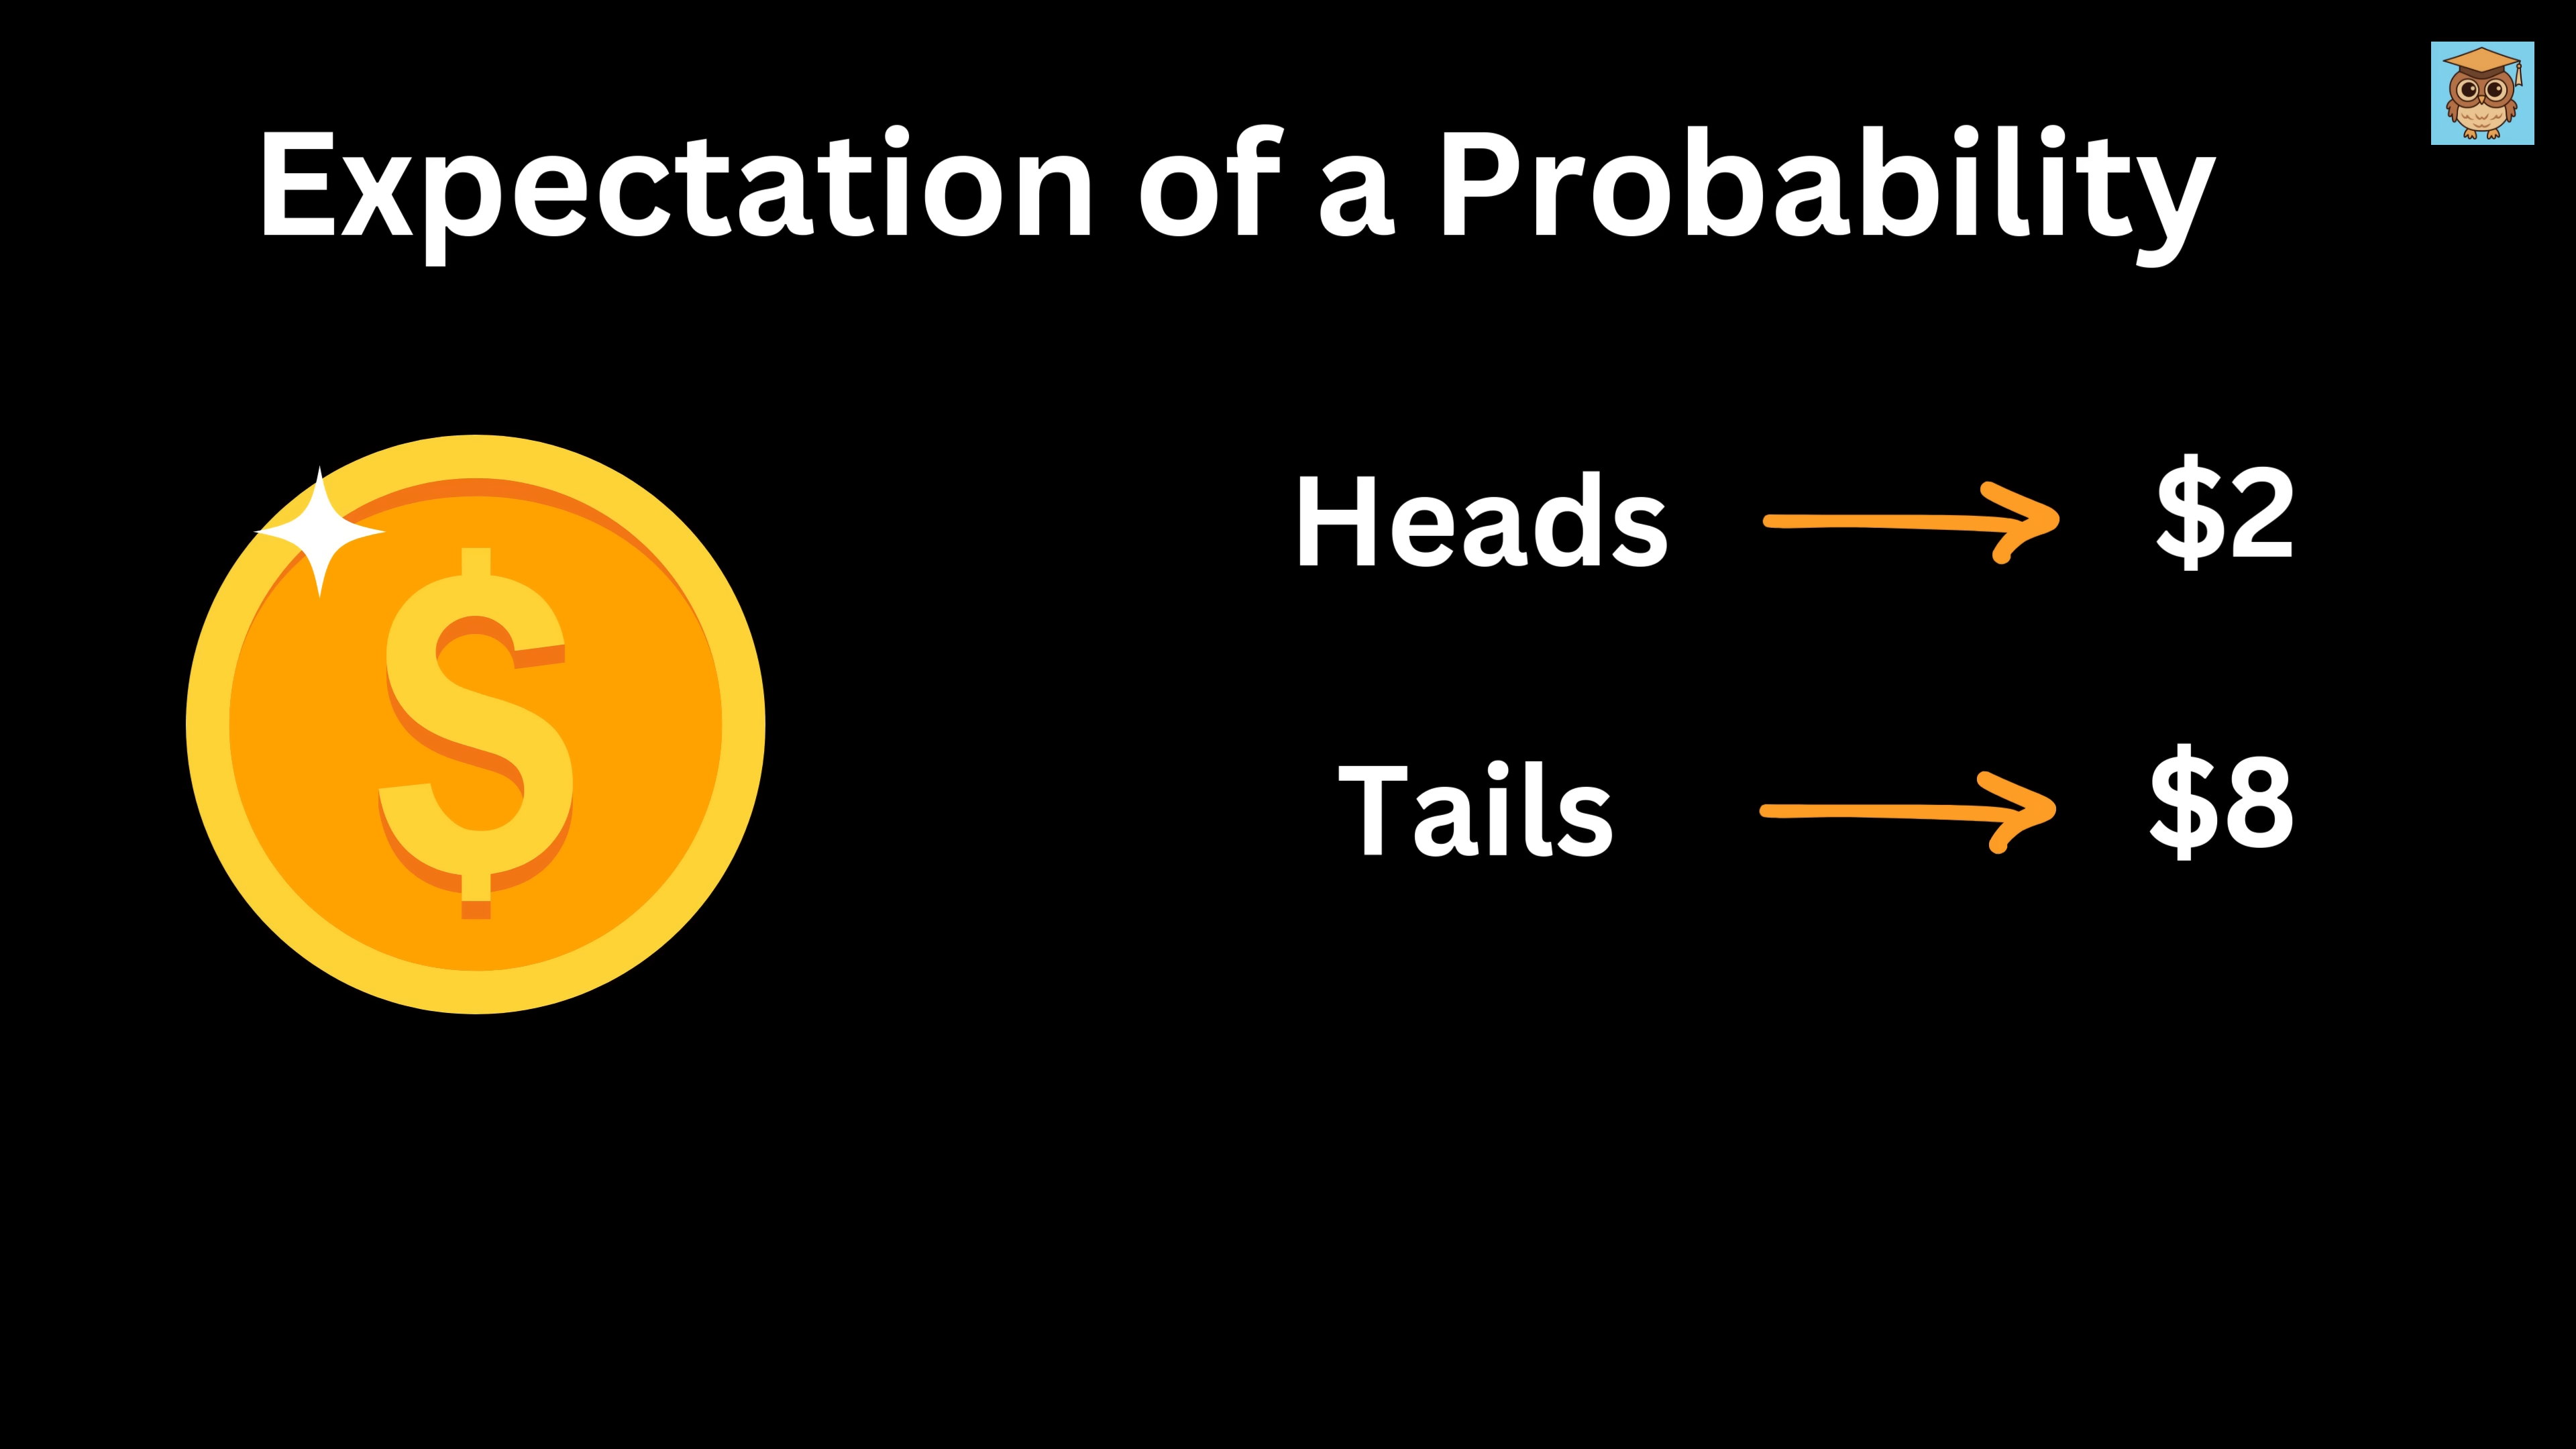 Expectation of a Probability
$
Heads → $2
Tails → $8